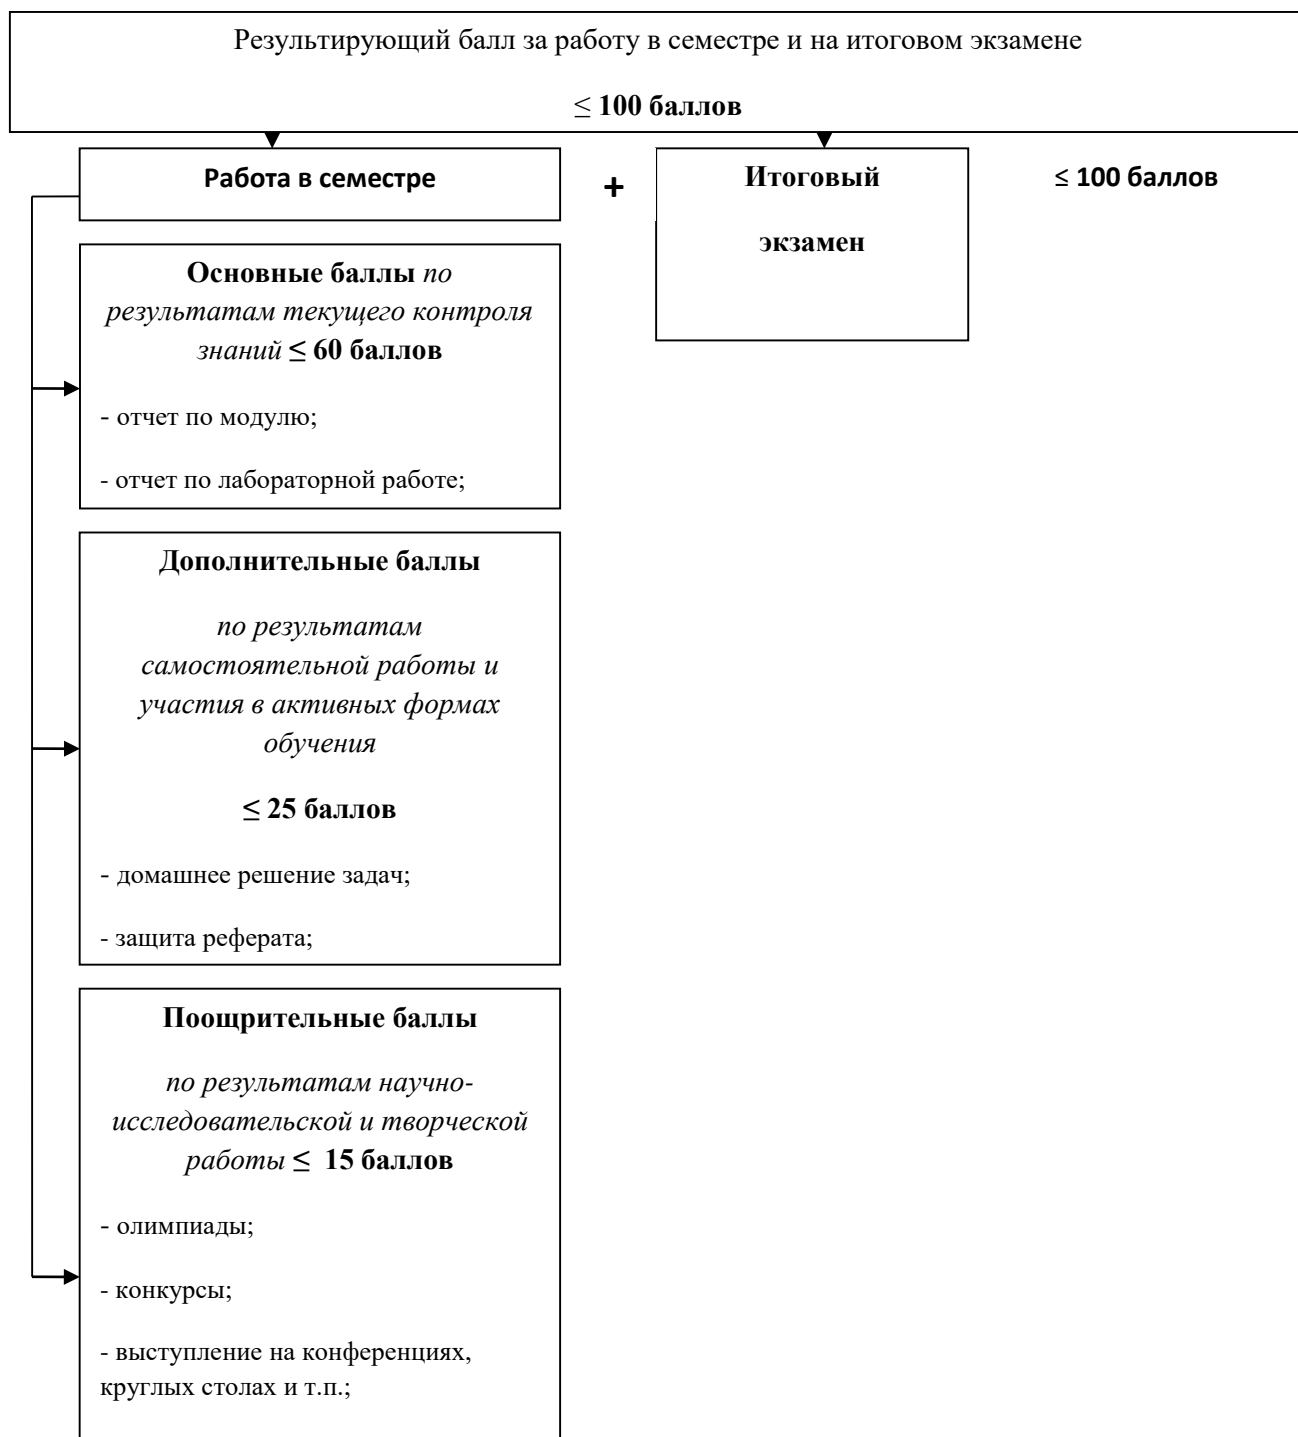 Результирующий балл за работу в семестре и на итоговом экзамене
≤ 100 баллов
Работа в семестре
+
Итоговый
экзамен
≤ 100 баллов
Основные баллы по
результатам текущего контроля
знаний ≤ 60 баллов
- отчет по модулю;
- отчет по лабораторной работе;
Дополнительные баллы
по результатам
самостоятельной работы и
участия в активных формах
обучения
≤ 25 баллов
- домашнее решение задач;
- защита реферата;
Поощрительные баллы
по результатам научно-
исследовательской и творческой
работы ≤ 15 баллов
- олимпиады;
- конкурсы;
- выступление на конференциях,
круглых столах и т.п.;